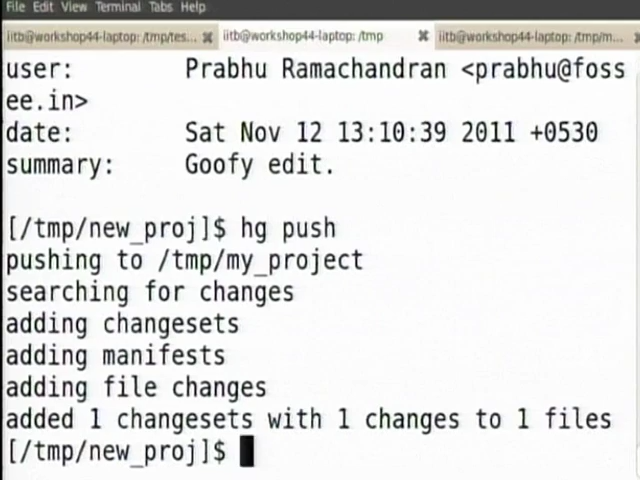 File Edit View Terminal Tabs Help
iitb@workshop44-laptop: /tmp/tes... iitb@workshop44-laptop: /tmp iitb@workshop44-laptop: /tmp/m...
user: Prabhu Ramachandran <prabhu@foss
ee.in>
date: Sat Nov 12 13:10:39 2011 +0530
summary: Goofy edit.
[/tmp/new_proj]$ hg push
pushing to /tmp/my_project
searching for changes
adding changesets
adding manifests
adding file changes
added 1 changesets with 1 changes to 1 files
[/tmp/new_proj]$